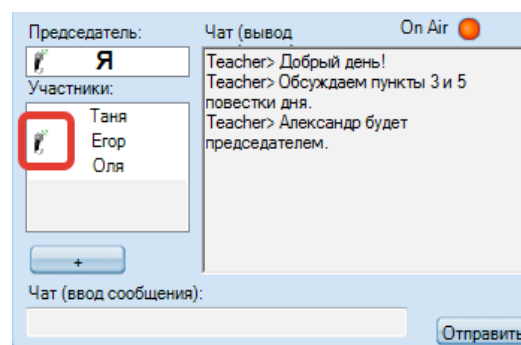 Председатель:
Я
Участники:
Таня
Егор
Оля
+
Чат (вывод
On Air
Teacher> Добрый день!
Teacher> Обсуждаем пункты 3 и 5
повестки дня.
Teacher> Александр будет
председателем.
Чат (ввод сообщения):
Отправить